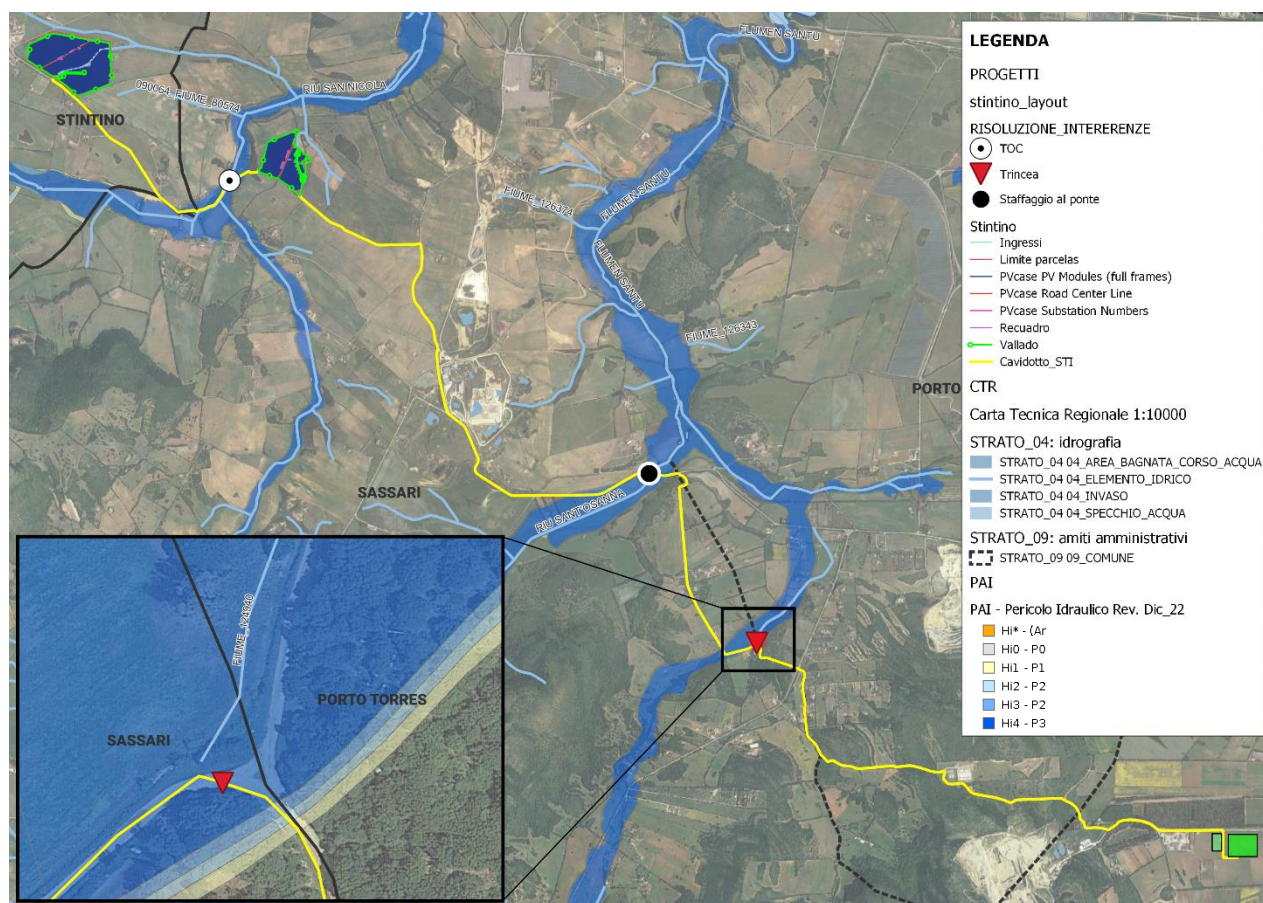 FLUMEN SANTU
090064_FIUME_80574
RIU SAN NICOLA
STINTINO
FIUME_126374
FLUMEN SANTU
FLUMEN SANTU
FIUME_126343
PORTO
SASSARI
RIU SANT'OSANNA
FIUME_124940
PORTO TORRES
SASSARI
LEGENDA
PROGETTI
stintino_layout
RISOLUZIONE_INTERERENZE
TOC
Trincea
Staffaggio al ponte
Stintino
Ingressi
Limite parcelas
PVcase PV Modules (full frames)
PVcase Road Center Line
PVcase Substation Numbers
Recuadro
Vallado
Cavidotto_STI
CTR
Carta Tecnica Regionale 1:10000
STRATO_04: idrografia
STRATO_04 04_AREA_BAGNATA_CORSO_ACQUA
STRATO_04 04_ELEMENTO_IDRICO
STRATO_04 04_INVASO
STRATO_04 04_SPECCHIO_ACQUA
STRATO_09: amiti amministrativi
STRATO_09 09_COMUNE
PAI
PAI - Pericolo Idraulico Rev. Dic_22
Hi* - (Ar
Hi0 - P0
Hi1 - P1
Hi2 - P2
Hi3 - P2
Hi4 - P3